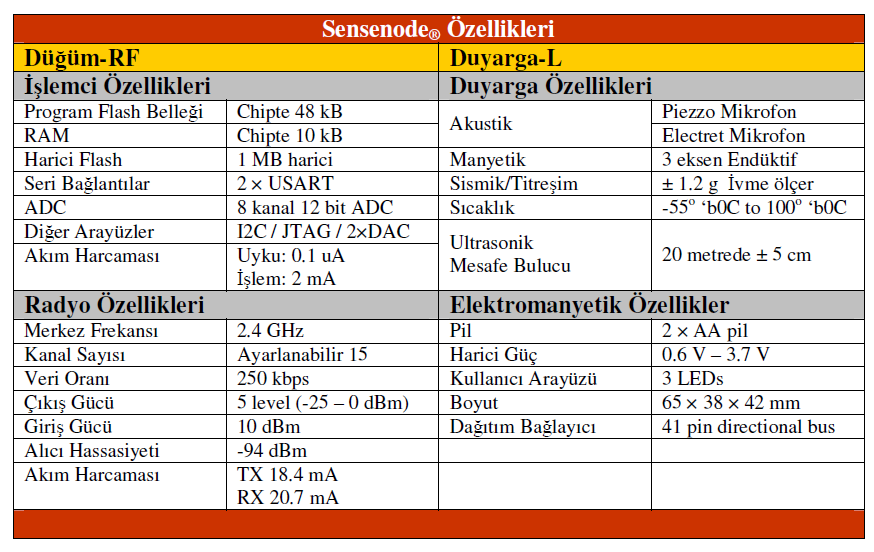 Sensenode® Özellikleri
Düğüm-RF Duyarga-L
İşlemci Özellikleri Duyarga Özellikleri
Program Flash Belleği Chipte 48 kB Akustik Piezzo Mikrofon
RAM Chipte 10 kB Electret Mikrofon
Harici Flash 1 MB harici Manyetik 3 eksen Endüktif
Seri Bağlantılar 2 × USART Sismik/Titreşim ± 1.2 g İvme ölçer
ADC 8 kanal 12 bit ADC Sıcaklık -55º ‘b0C to 100º ‘b0C
Diğer Arayüzler I2C / JTAG / 2×DAC Ultrasonik
Akım Harcaması Uyku: 0.1 uA Mesafe Bulucu 20 metrede ± 5 cm
İşlem: 2 mA
Radyo Özellikleri Elektromanyetik Özellikler
Merkez Frekansı 2.4 GHz Pil 2 × AA pil
Kanal Sayısı Ayarlanabilir 15 Harici Güç 0.6 V – 3.7 V
Veri Oranı 250 kbps Kullanıcı Arayüzü 3 LEDs
Çıkış Gücü 5 level (-25 – 0 dBm) Boyut 65 × 38 × 42 mm
Giriş Gücü 10 dBm Dağıtım Bağlayıcı 41 pin directional bus
Alıcı Hassasiyeti -94 dBm
Akım Harcaması TX 18.4 mA
RX 20.7 mA